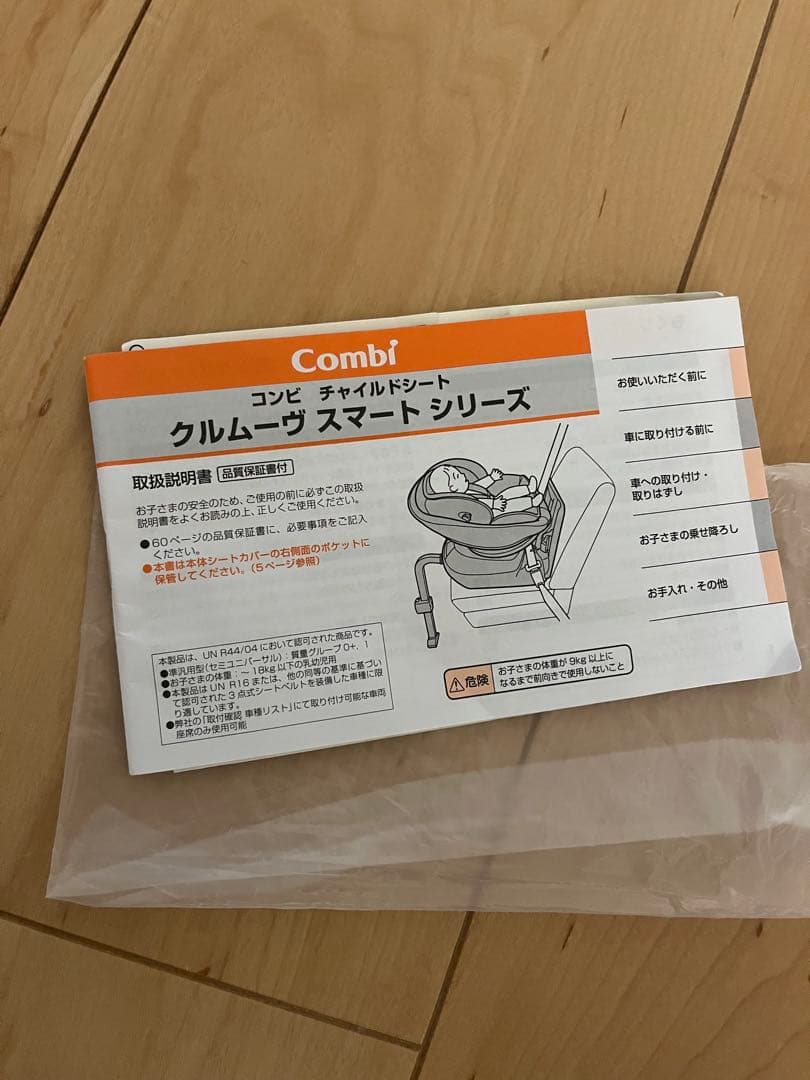 Combi
コンビ チャイルドシート
クルムーヴ スマート シリーズ
取扱説明書 品質保証書付
お子さまの安全のため、ご使用の前に必ずこの取扱
説明書をよくお読みの上、正しくご使用ください。
●60ページの品質保証書に、必要事項をご記入
ください。
●本書は本体シートカバーの右側面のポケットに
保管してください。(5ページ参照)
本製品は、UN R44/04 において認可された商品です。
●準汎用型(セミユニバーサル):質量グループ0+, 1
●お子さまの体重:~18kg以下の乳幼児用
●本製品は UN R16または、他の同等の基準に基づい
て認可された3点式シートベルトを装備した車種に限
り適しています。
●弊社の「取付確認 車種リスト」にて取り付け可能な車両
座席のみ使用可能
危険
お子さまの体重が9kg以上に
なるまで前向きで使用しないこと
お使いいただく前に
車に取り付ける前に
車への取り付け・
取りはずし
お子さまの乗せ降ろし
お手入れ・その他